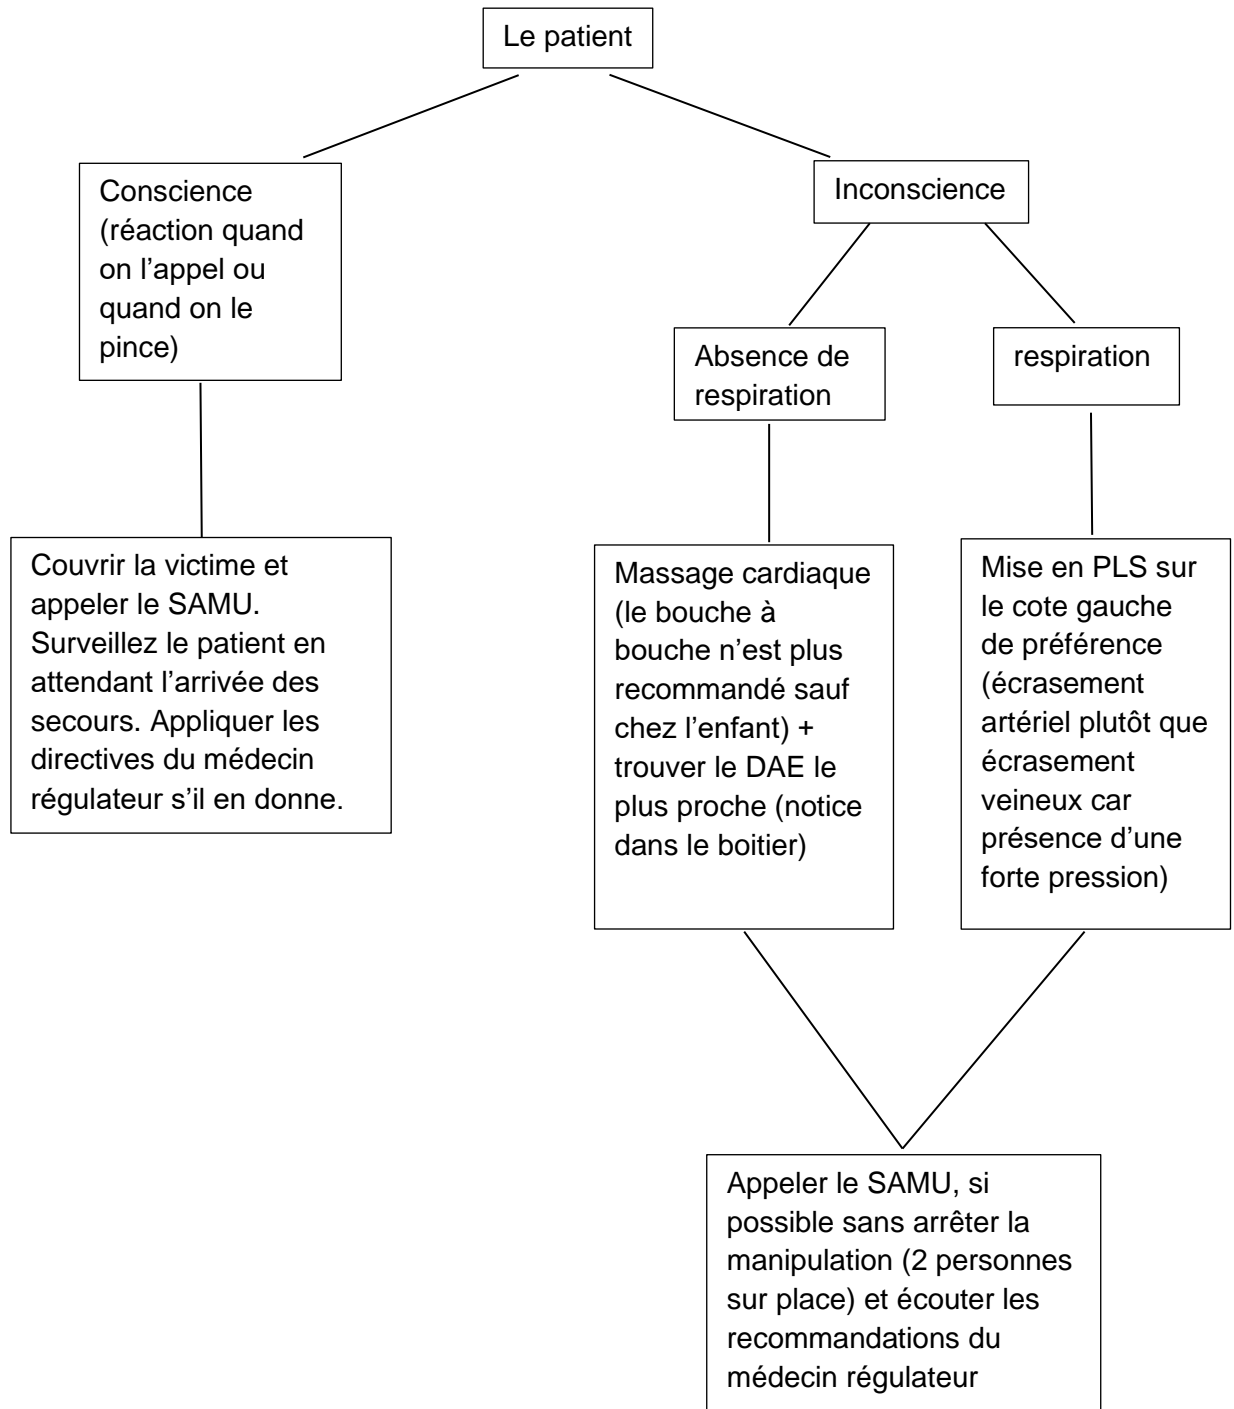 Le patient
Conscience
(réaction quand
on l’appel ou
quand on le
pince)
Inconscience
Absence de
respiration
respiration
Couvrir la victime et
appeler le SAMU.
Surveillez le patient en
attendant l’arrivée des
secours. Appliquer les
directives du médecin
régulateur s’il en donne.
Massage cardiaque
(le bouche à
bouche n’est plus
recommandé sauf
chez l’enfant) +
trouver le DAE le
plus proche (notice
dans le boitier)
Mise en PLS sur
le cote gauche
de préférence
(écrasement
artériel plutôt que
écrasement
veineux car
présence d’une
forte pression)
Appeler le SAMU, si
possible sans arrêter la
manipulation (2 personnes
sur place) et écouter les
recommandations du
médecin régulateur